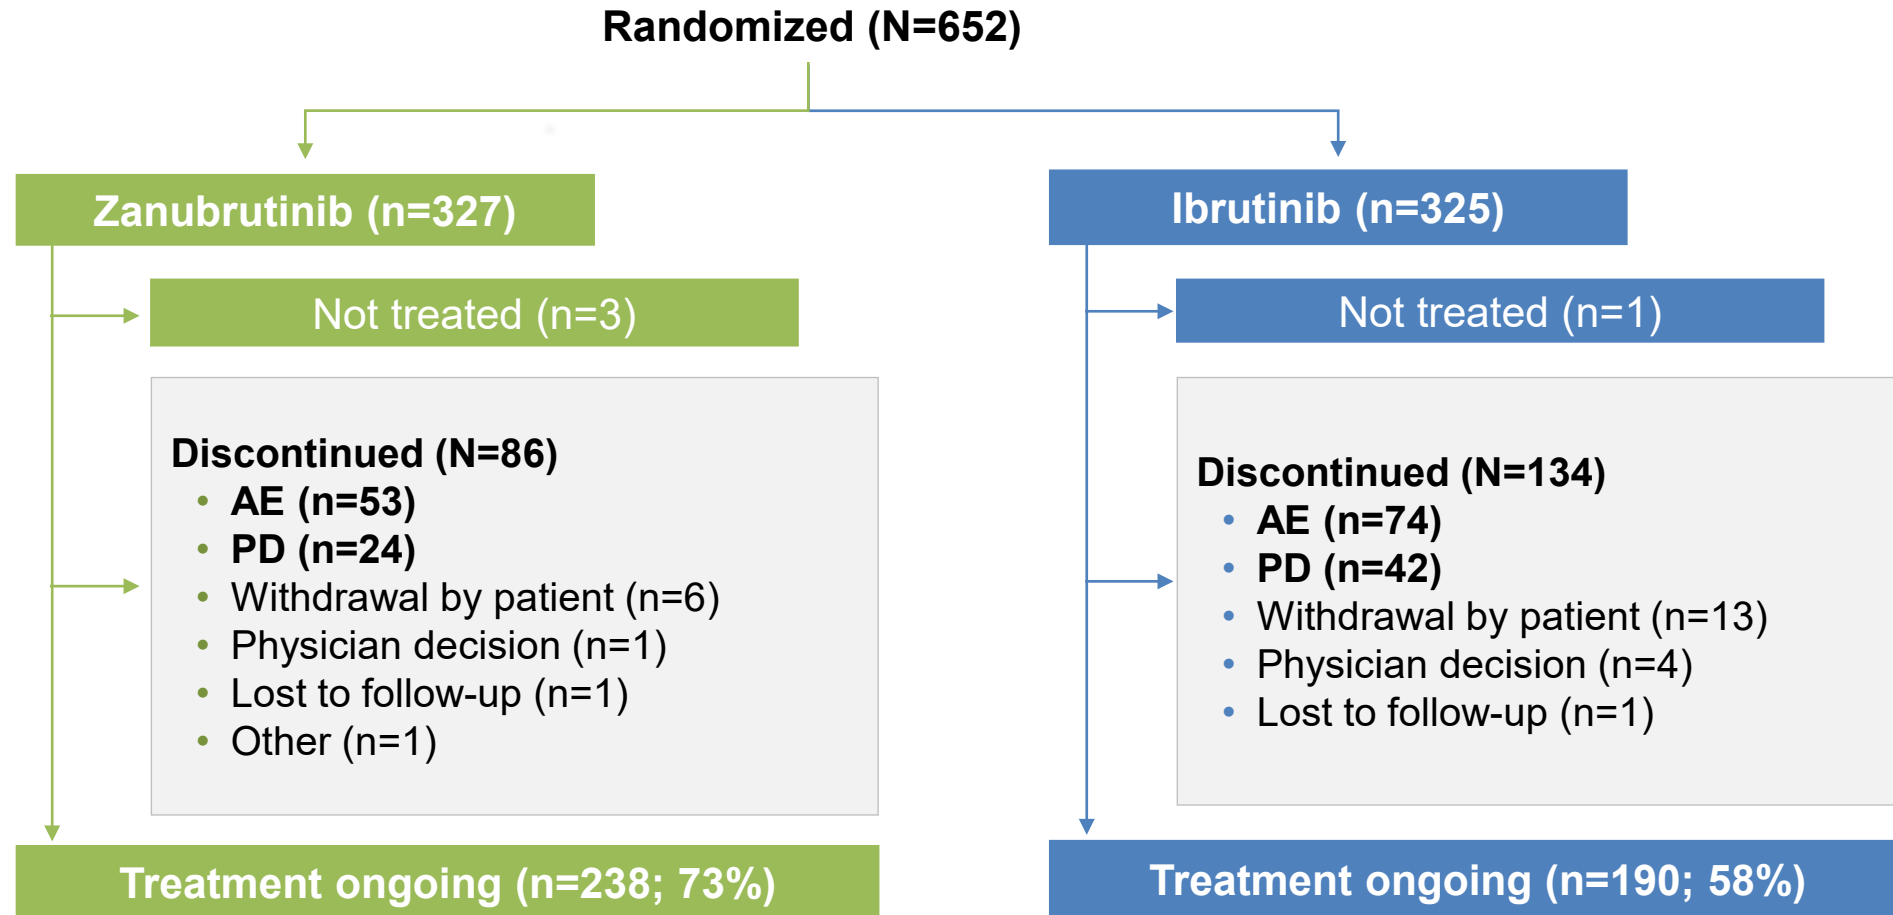 Randomized (N=652)
Zanubrutinib (n=327)
Not treated (n=3)
Discontinued (N=86)
• AE (n=53)
• PD (n=24)
• Withdrawal by patient (n=6)
• Physician decision (n=1)
• Lost to follow-up (n=1)
• Other (n=1)
Treatment ongoing (n=238; 73%)
Ibrutinib (n=325)
Not treated (n=1)
Discontinued (N=134)
• AE (n=74)
• PD (n=42)
• Withdrawal by patient (n=13)
• Physician decision (n=4)
• Lost to follow-up (n=1)
Treatment ongoing (n=190; 58%)